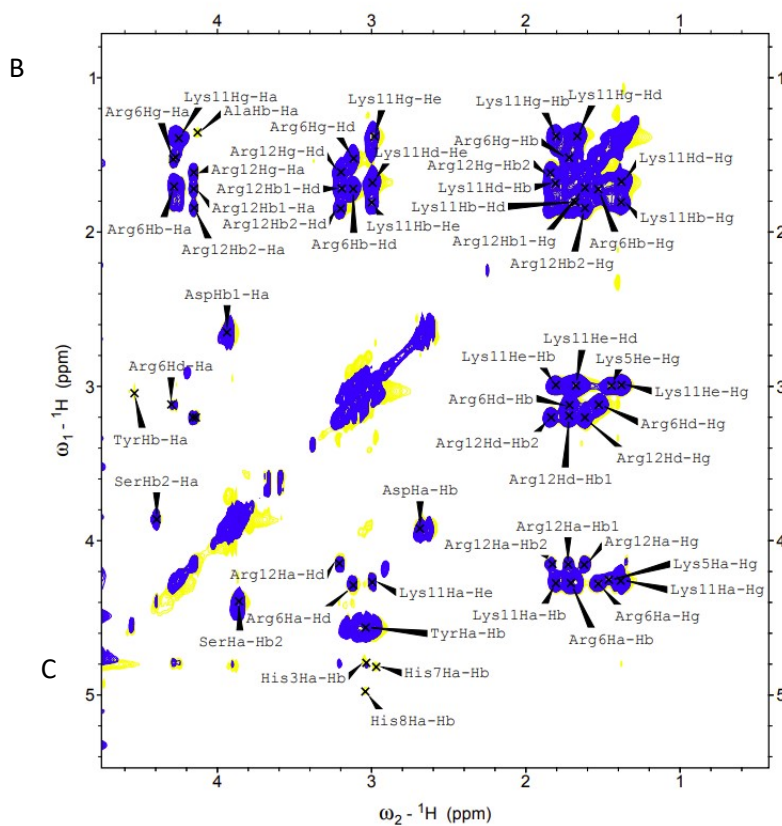 B
4
3
2
1
1
Lys11Hg-Ha
AlaHb-Ha
Arg6Hg-Ha
Lys11Hg-He
Lys11Hg-Hb
Lys11Hg-Hd
Arg6Hg-Hd
Arg6Hg-Hb
Arg12Hg-Hd
Lys11Hd-He
Arg12Hg-Hb2
Lys11Hd-Hg
Arg12Hg-Ha
Arg12Hb1-Hd
Lys11Hd-Hb
Arg12Hb1-Ha
Arg12Hb2-Hd
Lys11Hb-Hd
Lys11Hb-Hg
Arg6Hb-Ha
Lys11Hb-He
Arg12Hb1-Hg
Arg6Hb-Hg
Arg12Hb2-Ha
Arg6Hb-Hd
Arg12Hb2-Hg
2
2
AspHb1-Ha
Lys11He-Hd
Lys11He-Hb
Lys5He-Hg
Arg6Hd-Ha
Arg6Hd-Hb
Lys11He-Hg
3
3
TyrHb-Ha
Arg12Hd-Hb2
Arg6Hd-Hg
Arg12Hd-Hg
Arg12Hd-Hb1
SerHb2-Ha
AspHa-Hb
Arg12Ha-Hb1
Arg12Ha-Hb2
Arg12Ha-Hg
4
4
Arg12Ha-Hd
Lys5Ha-Hg
Arg6Ha-Hd
Lys11Ha-He
Lys11Ha-Hg
Lys11Ha-Hb
Arg6Ha-Hg
SerHa-Hb2
TyrHa-Hb
Arg6Ha-Hb
C
His3Ha-Hb
His7Ha-Hb
5
5
His8Ha-Hb
4
3
2
1
ω₁ - ¹H (ppm)
ω₂ - ¹H (ppm)